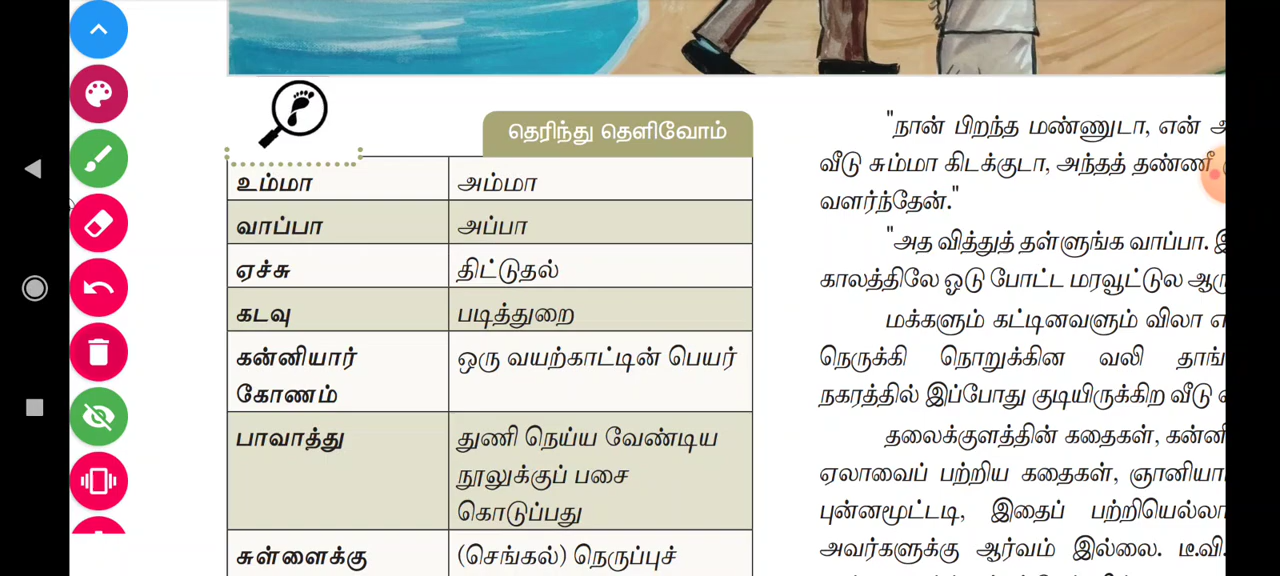 தெரிந்து தெளிவோம்
உம்மா அம்மா
வாப்பா அப்பா
ஏச்சு திட்டுதல்
கடவு படித்துறை
கன்னியார் ஒரு வயற்காட்டின் பெயர்
கோணம்
பாவாத்து துணி நெய்ய வேண்டிய
நூலுக்குப் பசை
கொடுப்பது
சுள்ளைக்கு (செங்கல்) நெருப்புச்
"நான் பிறந்த மண்ணுடா, என்
வீடு சும்மா கிடக்குடா, அந்தத் தண்ணீ
வளர்ந்தேன்."
"அத வித்துத் தள்ளுங்க வாப்பா.
காலத்திலே ஓடு போட்ட மரவூட்டுல
மக்களும் கட்டினவளும் விலா
நெருக்கி நொறுக்கின வலி
நகரத்தில் இப்போது குடியிருக்கிற வீடு
தலைக்குளத்தின் கதைகள்,
ஏலாவைப் பற்றிய கதைகள்,
புன்னமூட்டடி, இதைப்
அவர்களுக்கு ஆர்வம் இல்லை. டீ.வி.